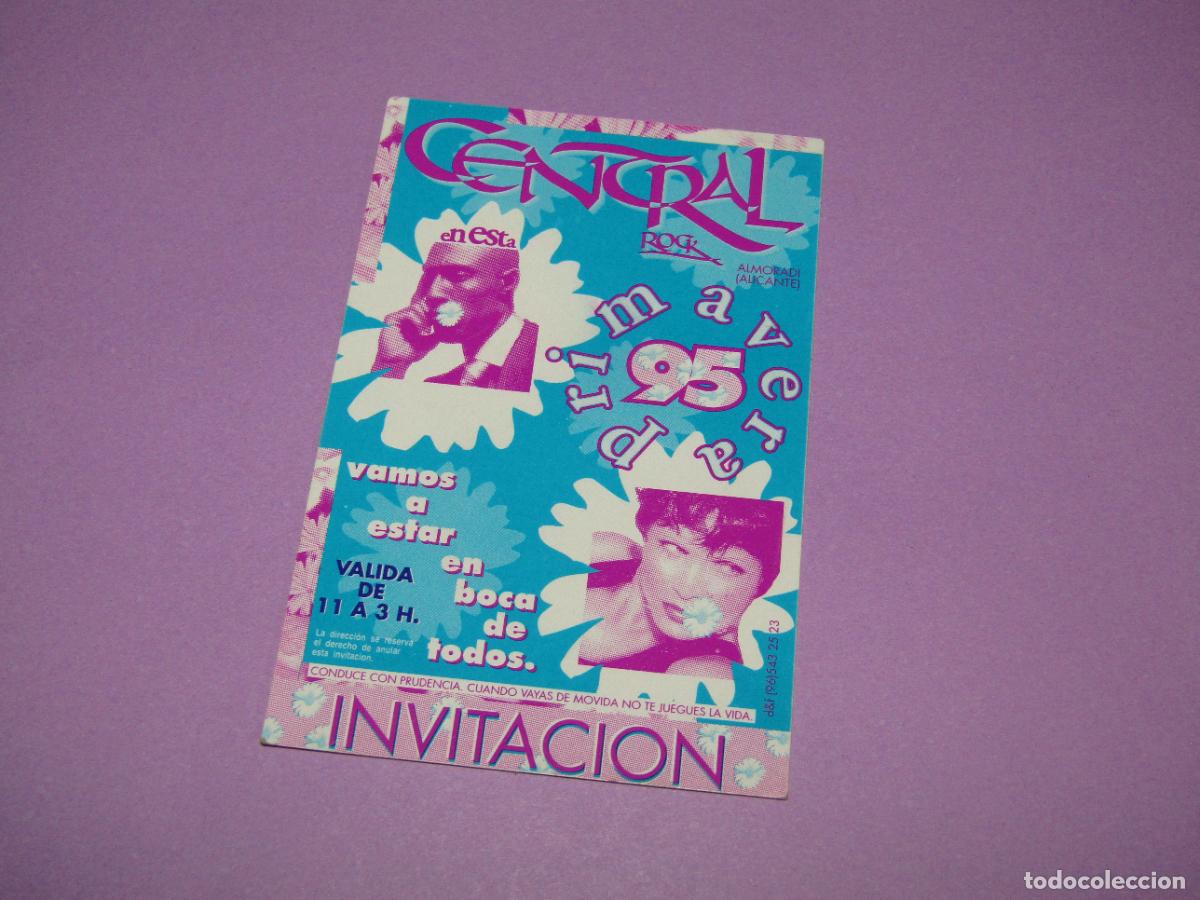 CENTRAL
ROCK
ALMORADI
(ALICANTE)
en esta
primavera
95
vamos
a
estar
en
boca
de
todos.
VALIDA
DE
11 A 3 H.
La dirección se reserva
el derecho de anular
esta invitacion.
d&f (96)543 25 23
CONDUCE CON PRUDENCIA. CUANDO VAYAS DE MOVIDA NO TE JUEGUES LA VIDA.
INVITACION
todocoleccion